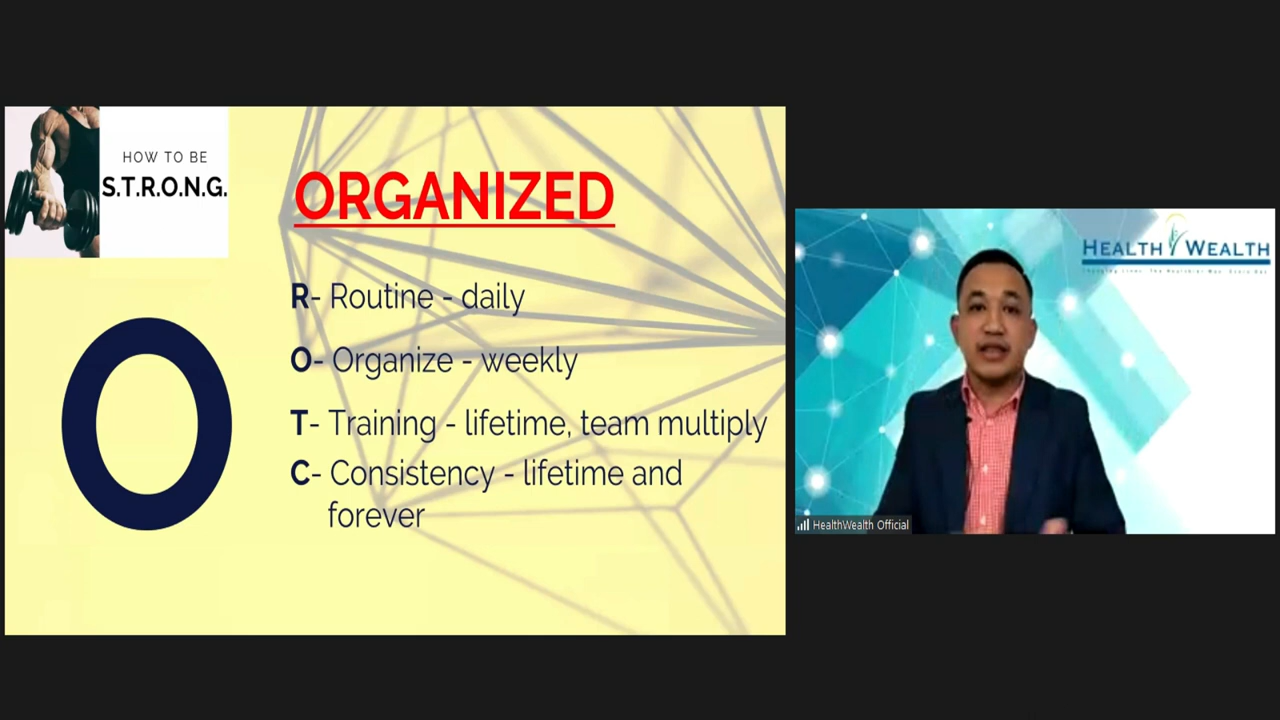 HOW TO BE
S.T.R.O.N.G.
ORGANIZED
O
R- Routine - daily
O- Organize - weekly
T- Training - lifetime, team multiply
C- Consistency - lifetime and
forever
HEALTH WEALTH
HealthWealth Official